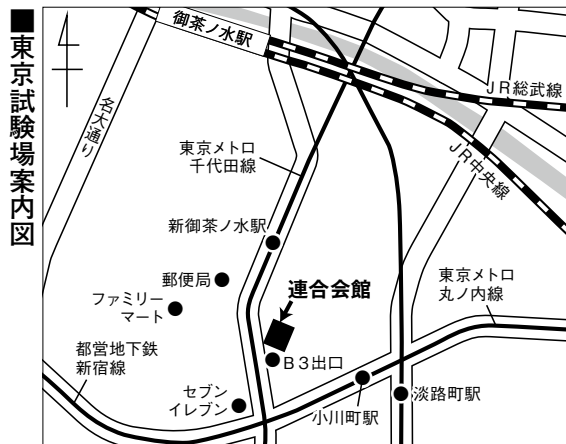 ■東京試験場案内図
御茶ノ水駅
JR総武線
名大通り
JR中央線
東京メトロ
千代田線
新御茶ノ水駅
郵便局
ファミリー
マート
連合会館
東京メトロ
丸ノ内線
都営地下鉄
新宿線
B3出口
セブン
イレブン
小川町駅
淡路町駅